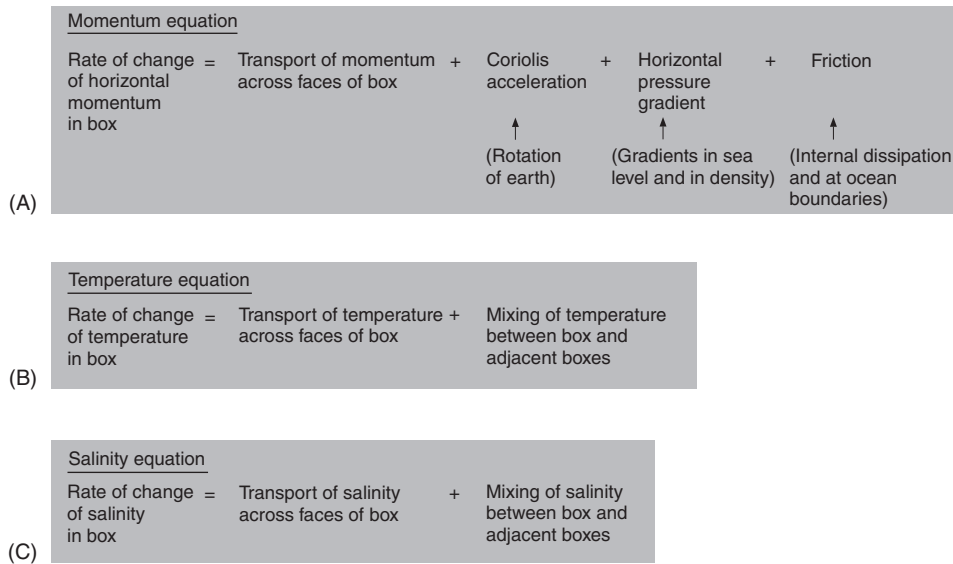 Momentum equation
Rate of change = Transport of momentum + Coriolis + Horizontal + Friction
of horizontal across faces of box acceleration pressure
momentum gradient
in box
(Rotation (Gradients in sea (Internal dissipation
of earth) level and in density) and at ocean
boundaries)
(A)
Temperature equation
Rate of change = Transport of temperature + Mixing of temperature
of temperature across faces of box between box and
in box adjacent boxes
(B)
Salinity equation
Rate of change = Transport of salinity + Mixing of salinity
of salinity across faces of box between box and
in box adjacent boxes
(C)